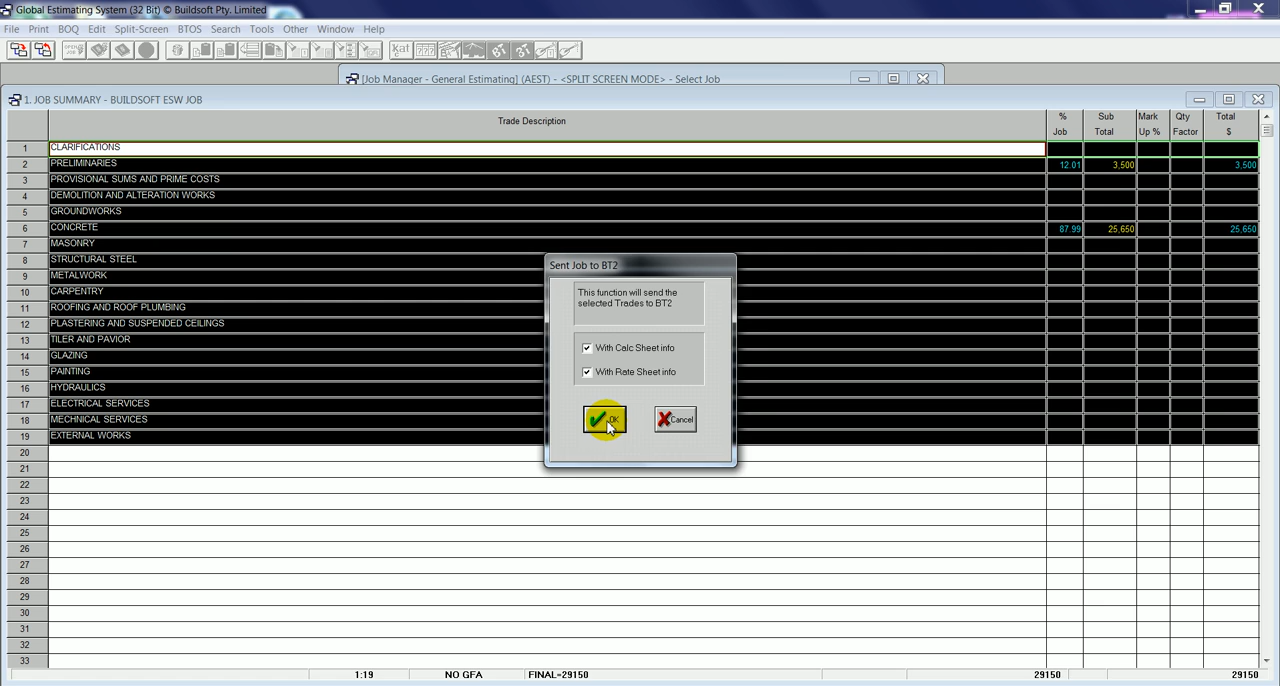 Global Estimating System (32 Bit) © Buildsoft Pty. Limited
File Print BOQ Edit Split-Screen BTOS Search Tools Other Window Help
[Job Manager - General Estimating] (AEST) - <SPLIT SCREEN MODE> - Select Job
1. JOB SUMMARY - BUILDSOFT ESW JOB
Trade Description % Job Sub Total Mark Up % Qty Factor Total $
1 CLARIFICATIONS
2 PRELIMINARIES 12.01 3,500 3,500
3 PROVISIONAL SUMS AND PRIME COSTS
4 DEMOLITION AND ALTERATION WORKS
5 GROUNDWORKS
6 CONCRETE 87.99 25,650 25,650
7 MASONRY
8 STRUCTURAL STEEL
9 METALWORK
10 CARPENTRY
11 ROOFING AND ROOF PLUMBING
12 PLASTERING AND SUSPENDED CEILINGS
13 TILER AND PAVIOR
14 GLAZING
15 PAINTING
16 HYDRAULICS
17 ELECTRICAL SERVICES
18 MECHNICAL SERVICES
19 EXTERNAL WORKS
20
21
22
23
24
25
26
27
28
29
30
31
32
33
Sent Job to BT2
This function will send the
selected Trades to BT2
With Calc Sheet info
With Rate Sheet info
OK Cancel
1:19 NO GFA FINAL=29150 29150 29150